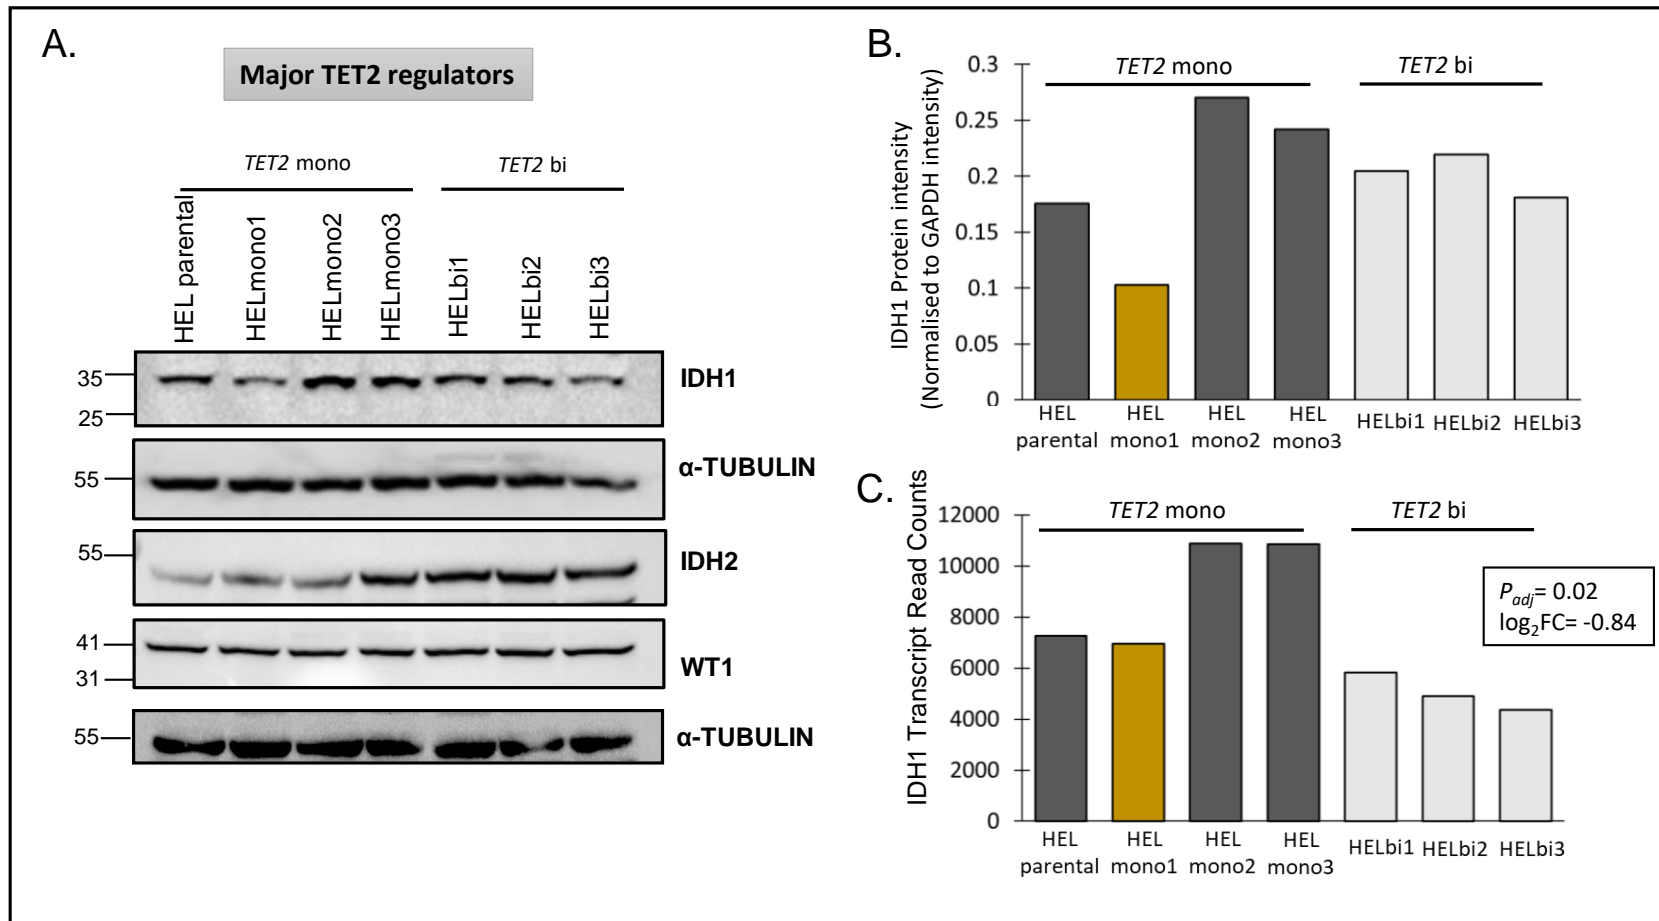 A.
Major TET2 regulators
TET2 mono
TET2 bi
HEL parental
HELmono1
HELmono2
HELmono3
HELbi1
HELbi2
HELbi3
35
25
IDH1
55
α-TUBULIN
55
IDH2
41
31
WT1
55
α-TUBULIN
B.
IDH1 Protein intensity
(Normalised to GAPDH intensity)
0.3
0.25
0.2
0.15
0.1
0.05
0
TET2 mono
TET2 bi
HEL
parental
HEL
mono1
HEL
mono2
HEL
mono3
HELbi1
HELbi2
HELbi3
C.
IDH1 Transcript Read Counts
12000
10000
8000
6000
4000
2000
0
TET2 mono
TET2 bi
Padj= 0.02
log2FC= -0.84
HEL
parental
HEL
mono1
HEL
mono2
HEL
mono3
HELbi1
HELbi2
HELbi3